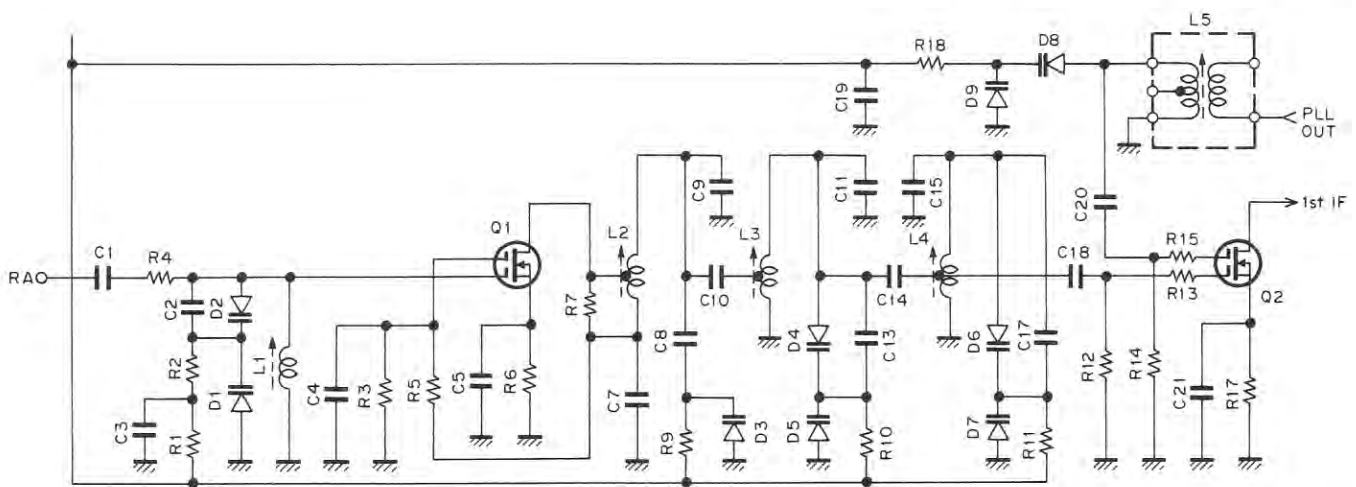 L5
R18
D8
C19
D9
PLL
OUT
C9
C11
C15
C20
1st IF
Q1
L2
L3
L4
C1
R4
C18
R15
RAO
C10
C14
R13
Q2
C2
D2
R7
R2
L1
C8
D4
C13
D6
C17
D1
C4
R3
R5
C5
R6
R12
R14
C3
C7
C21
R17
R1
R9
D3
D5
R10
D7
R11